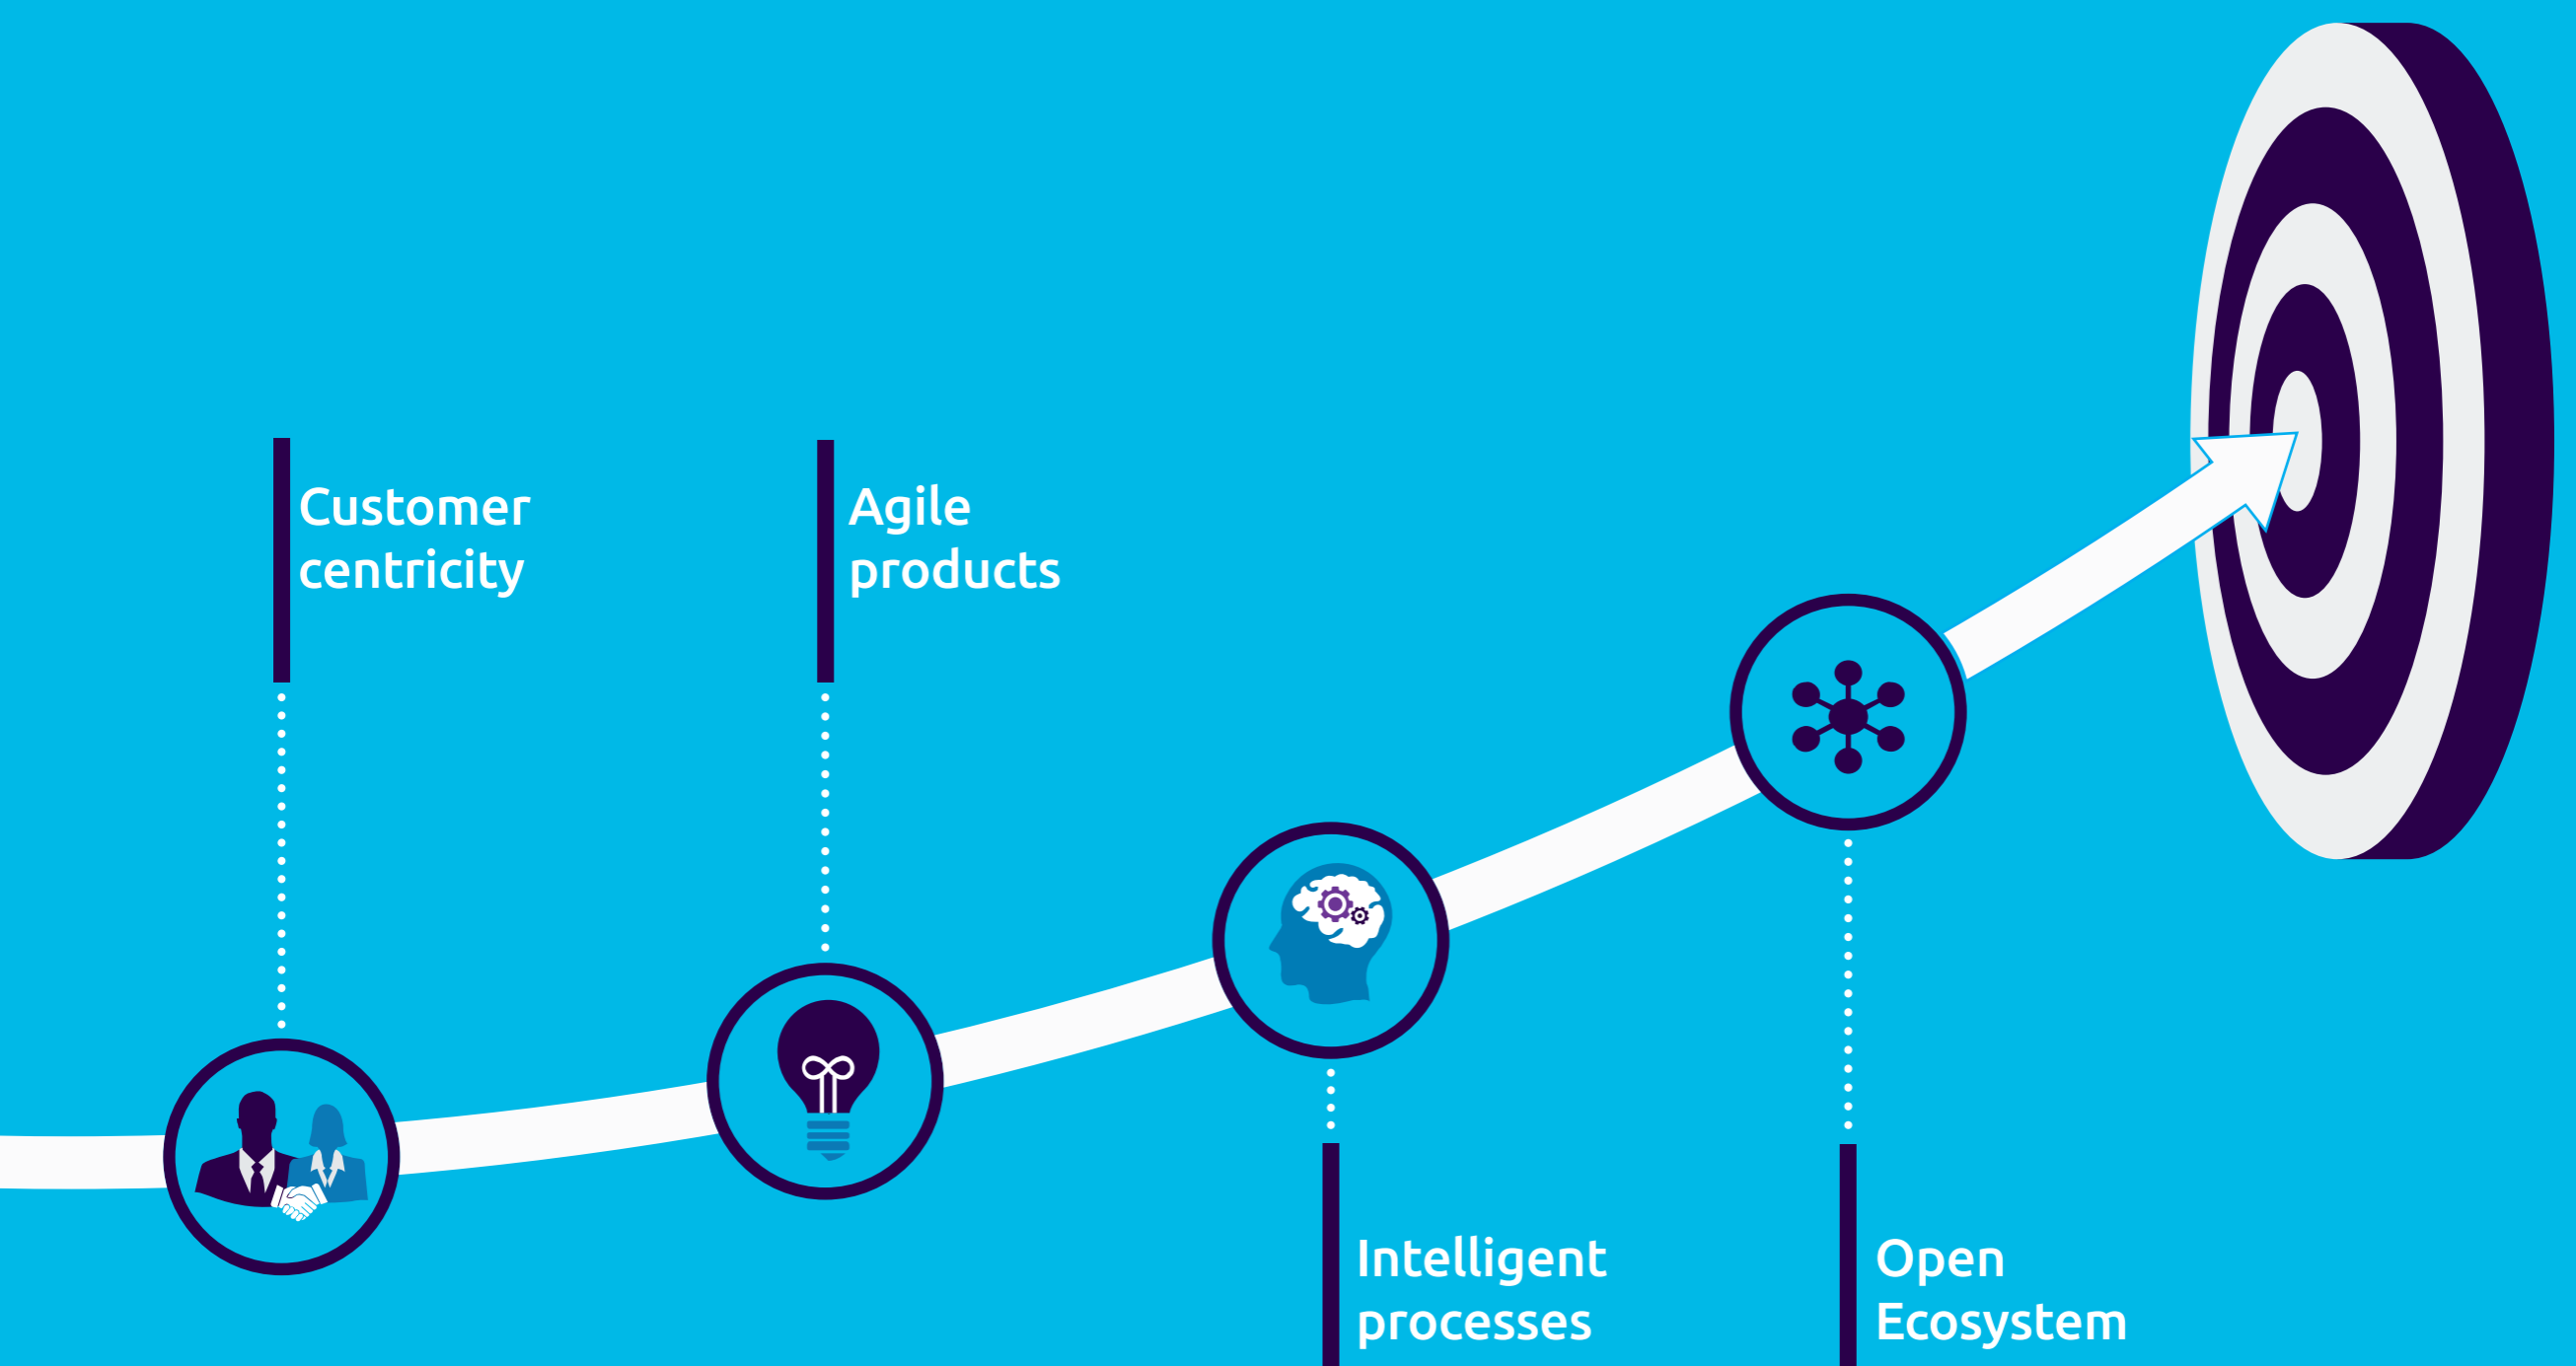 Customer
centricity
Agile
products
Intelligent
processes
Open
Ecosystem